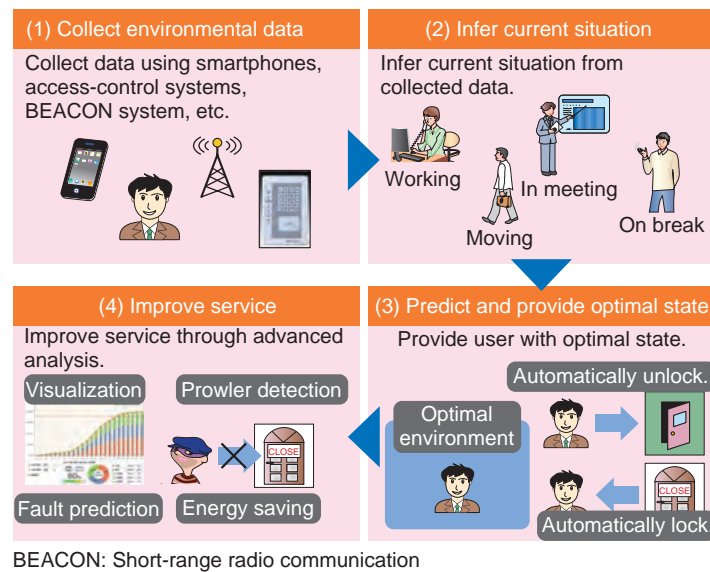 (1) Collect environmental data
Collect data using smartphones,
access-control systems,
BEACON system, etc.
(2) Infer current situation
Infer current situation from
collected data.
Working
In meeting
Moving
On break
(3) Predict and provide optimal state
Provide user with optimal state.
Automatically unlock.
Optimal
environment
CLOSE
Automatically lock.
(4) Improve service
Improve service through advanced
analysis.
Visualization
Prowler detection
CLOSE
Fault prediction
Energy saving
BEACON: Short-range radio communication